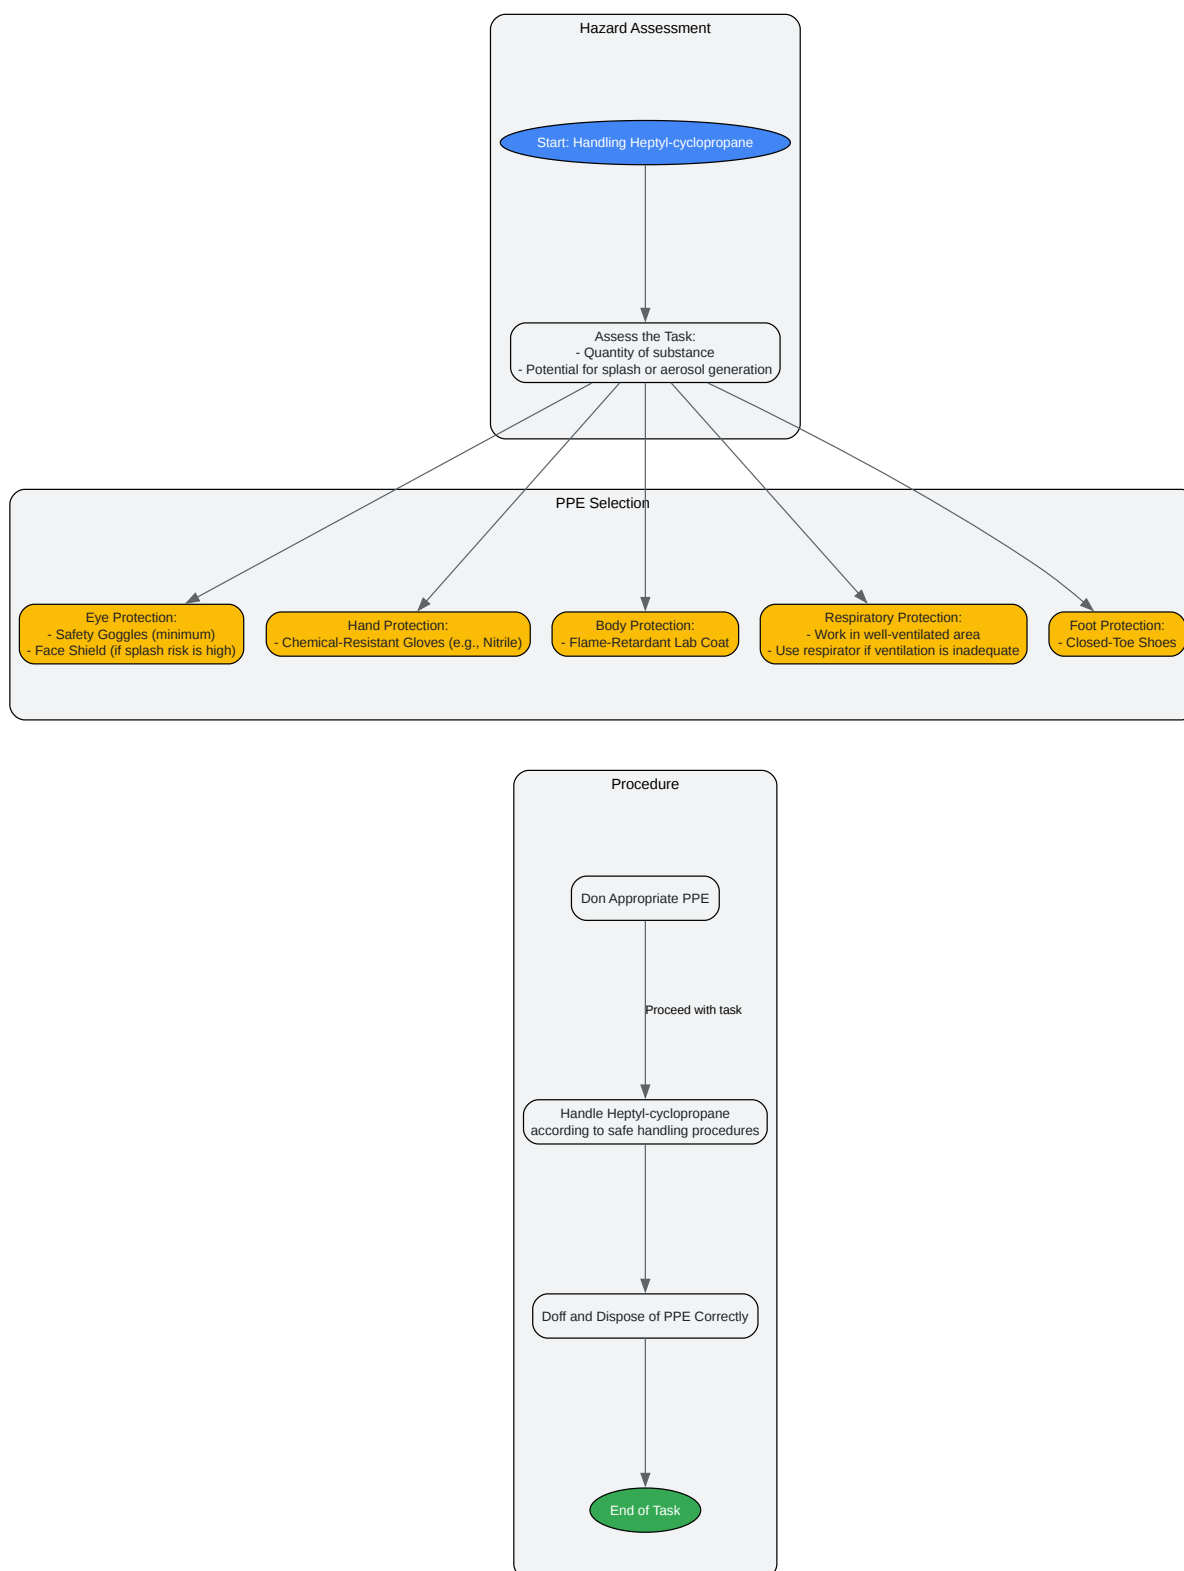 Hazard Assessment
Start: Handling Heptyl-cyclopropane
Assess the Task:
- Quantity of substance
- Potential for splash or aerosol generation
PPE Selection
Eye Protection:
- Safety Goggles (minimum)
- Face Shield (if splash risk is high)
Hand Protection:
- Chemical-Resistant Gloves (e.g., Nitrile)
Body Protection:
- Flame-Retardant Lab Coat
Respiratory Protection:
- Work in well-ventilated area
- Use respirator if ventilation is inadequate
Foot Protection:
- Closed-Toe Shoes
Procedure
Don Appropriate PPE
Proceed with task
Handle Heptyl-cyclopropane
according to safe handling procedures
Doff and Dispose of PPE Correctly
End of Task